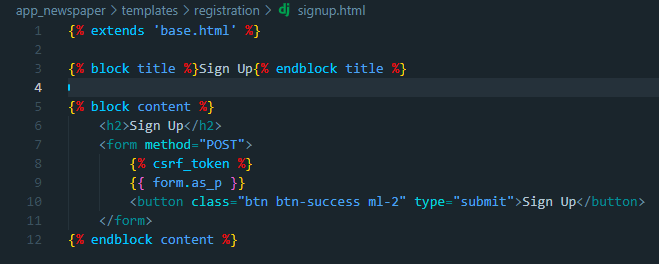 app_newspaper > templates > registration > dj signup.html
1 {% extends 'base.html' %}
2
3 {% block title %}Sign Up{% endblock title %}
4
5 {% block content %}
6 <h2>Sign Up</h2>
7 <form method="POST">
8 {% csrf_token %}
9 {{ form.as_p }}
10 <button class="btn btn-success ml-2" type="submit">Sign Up</button>
11 </form>
12 {% endblock content %}